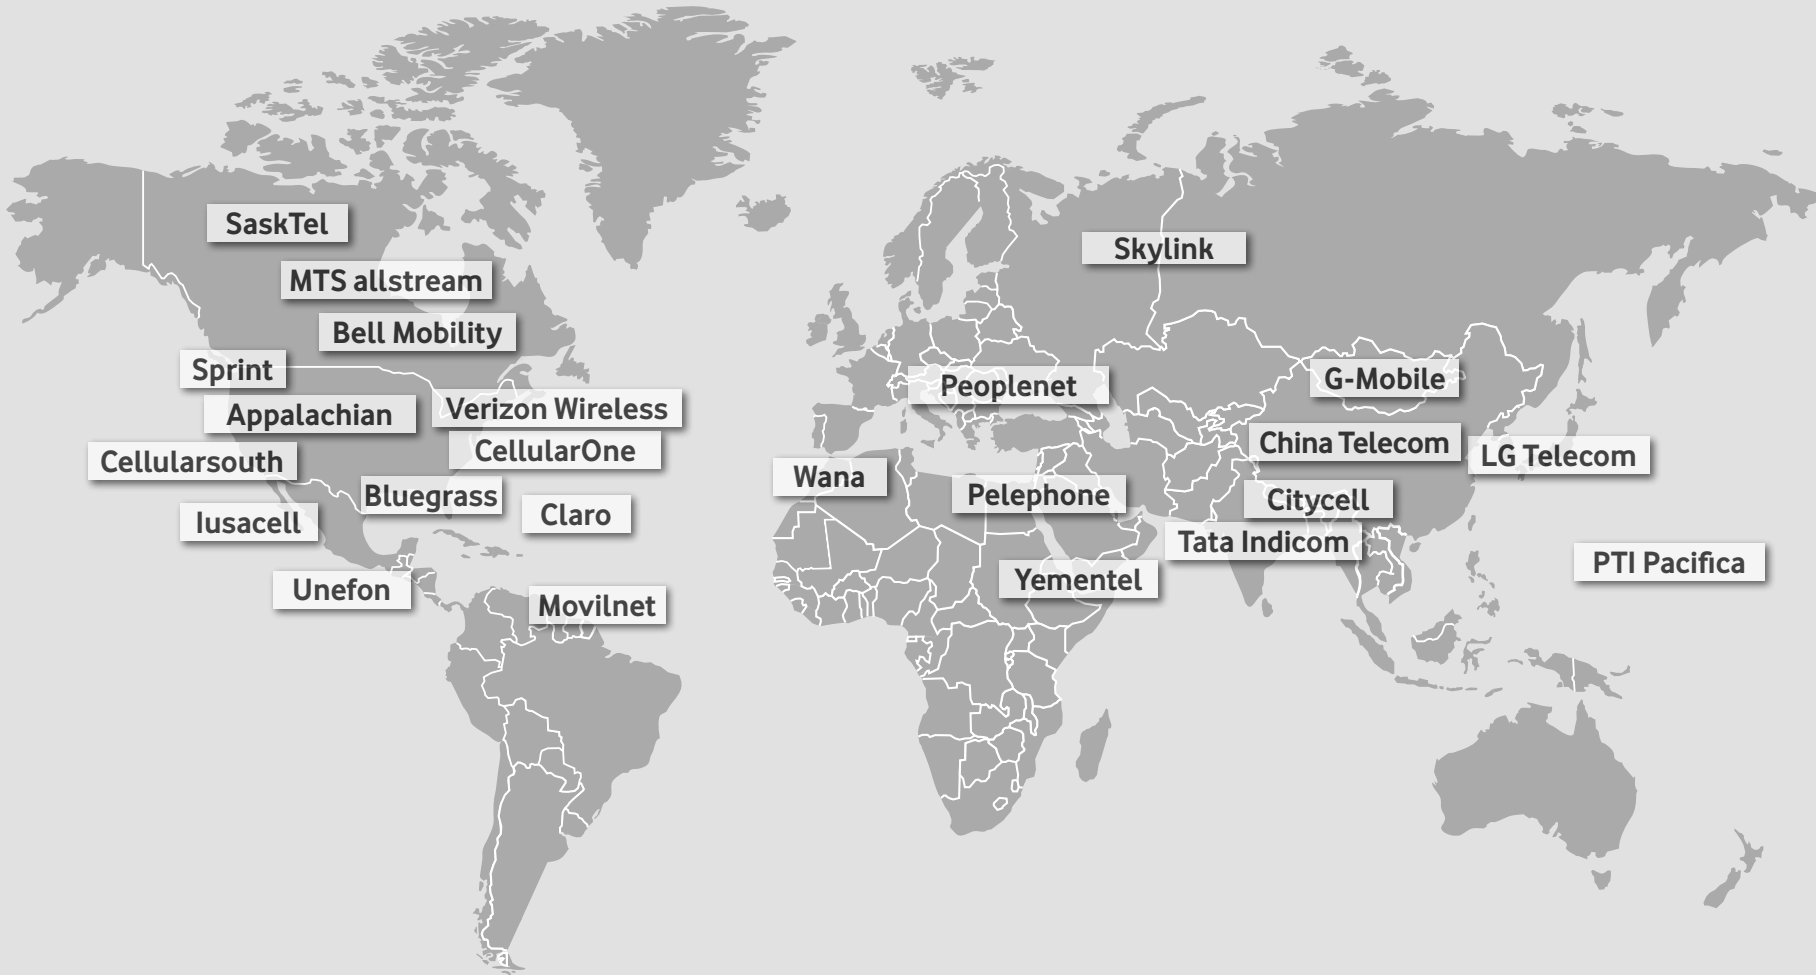 SaskTel
Skylink
MTS allstream
Bell Mobility
Sprint
Peoplenet
G-Mobile
Appalachian
Verizon Wireless
CellularOne
China Telecom
LG Telecom
Cellularsouth
Wana
Bluegrass
Pelephone
Citycell
Iusacell
Claro
Tata Indicom
PTI Pacifica
Unefon
Yementel
Movilnet